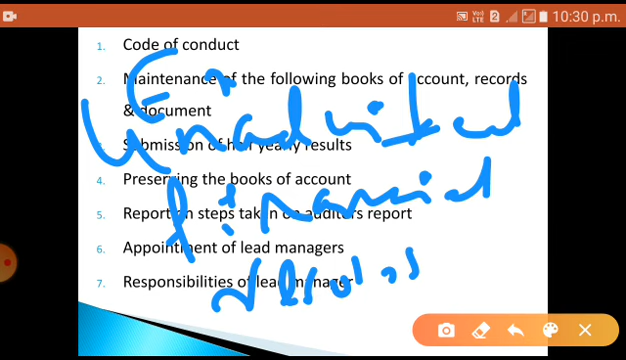 10:30 p.m.
1. Code of conduct
2. Maintenance of the following books of account, records
& document
3. Submission of half yearly results
4. Preserving the books of account
5. Report on steps taken on auditors report
6. Appointment of lead managers
7. Responsibilities of lead manager
Unaudited
financial